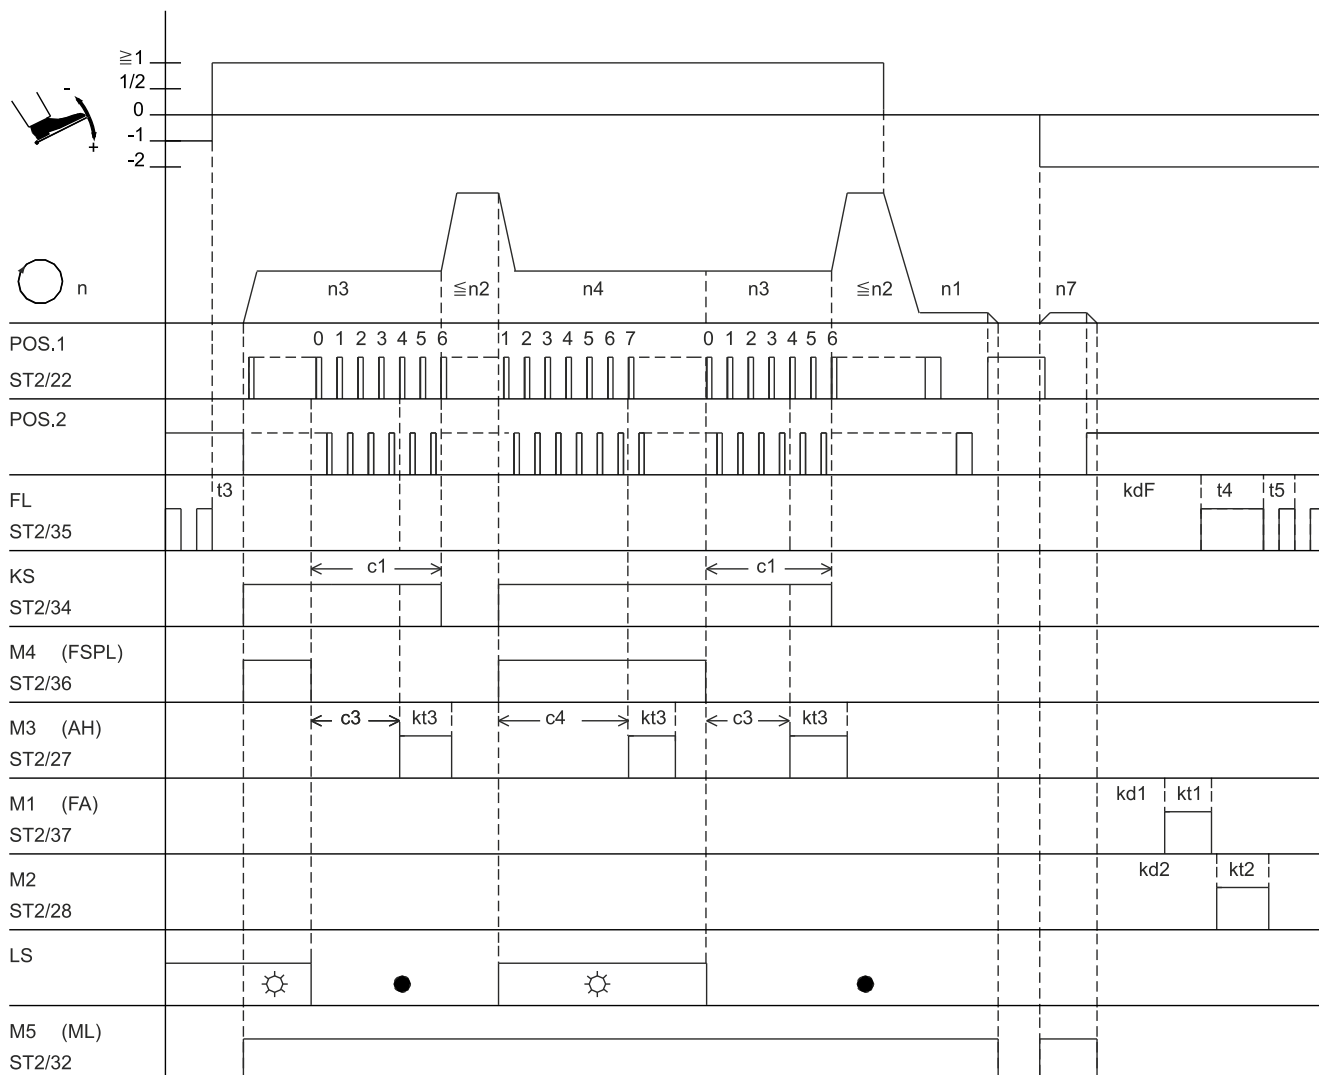 ≧1
1/2
0
-1
-2
-
+
n
n3 ≦n2 n4 n3 ≦n2 n1 n7
POS.1
0 1 2 3 4 5 6 1 2 3 4 5 6 7 0 1 2 3 4 5 6
ST2/22
POS.2
FL
t3 kdF t4 t5
ST2/35
KS
c1 c1
ST2/34
M4 (FSPL)
ST2/36
M3 (AH)
c3 kt3 c4 kt3 c3 kt3
ST2/27
M1 (FA)
kd1 kt1
ST2/37
M2
kd2 kt2
ST2/28
LS
M5 (ML)
ST2/32